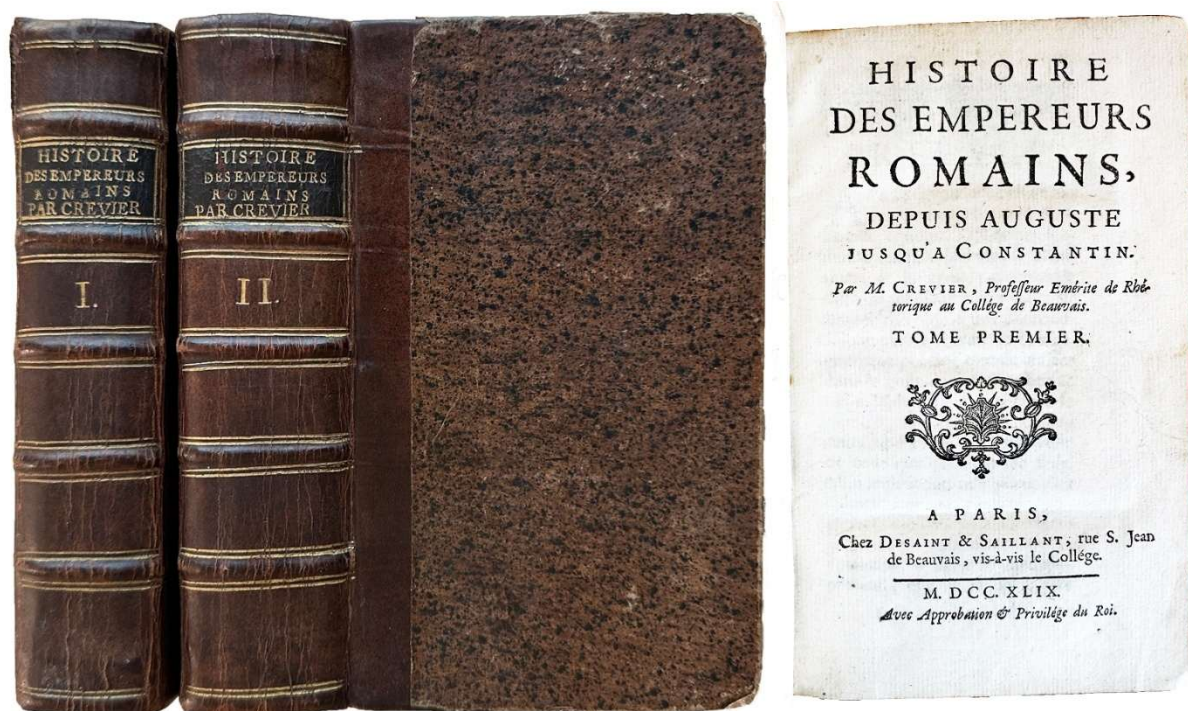 HISTOIRE
DES EMPEREURS
ROMAINS
PAR CREVIER
I.
HISTOIRE
DES EMPEREURS
ROMAINS
PAR CREVIER
II.
HISTOIRE
DES EMPEREURS
ROMAINS,
DEPUIS AUGUSTE
JUSQU'A CONSTANTIN.
Par M. CREVIER, Profeſſeur Emérite de Rhé-
torique au Collége de Beauvais.
TOME PREMIER.
A PARIS,
Chez DESAINT & SAILLANT, rue S. Jean
de Beauvais, vis-à-vis le Collége.
M. DCC. XLIX.
Avec Approbation & Privilége du Roi.